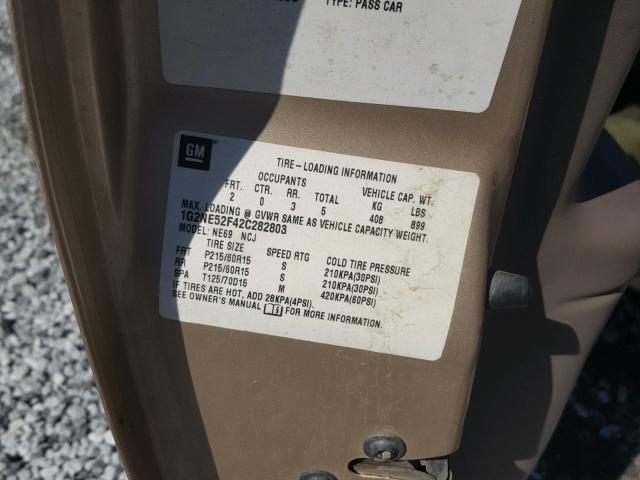 TYPE: PASS CAR
GM
TIRE-LOADING INFORMATION
OCCUPANTS VEHICLE CAP. WT.
FRT. CTR. RR. TOTAL KG LBS
2 0 3 5 408 899
MAX. LOADING @ GVWR SAME AS VEHICLE CAPACITY WEIGHT.
1G2NE52F42C282803
MODEL: NE69 NCJ
TIRE SIZE SPEED RTG COLD TIRE PRESSURE
FRT P215/60R15 S 210KPA(30PSI)
RR P215/60R15 S 210KPA(30PSI)
SPA T125/70D15 M 420KPA(60PSI)
IF TIRES ARE HOT, ADD 28KPA(4PSI).
SEE OWNER'S MANUAL FOR MORE INFORMATION.